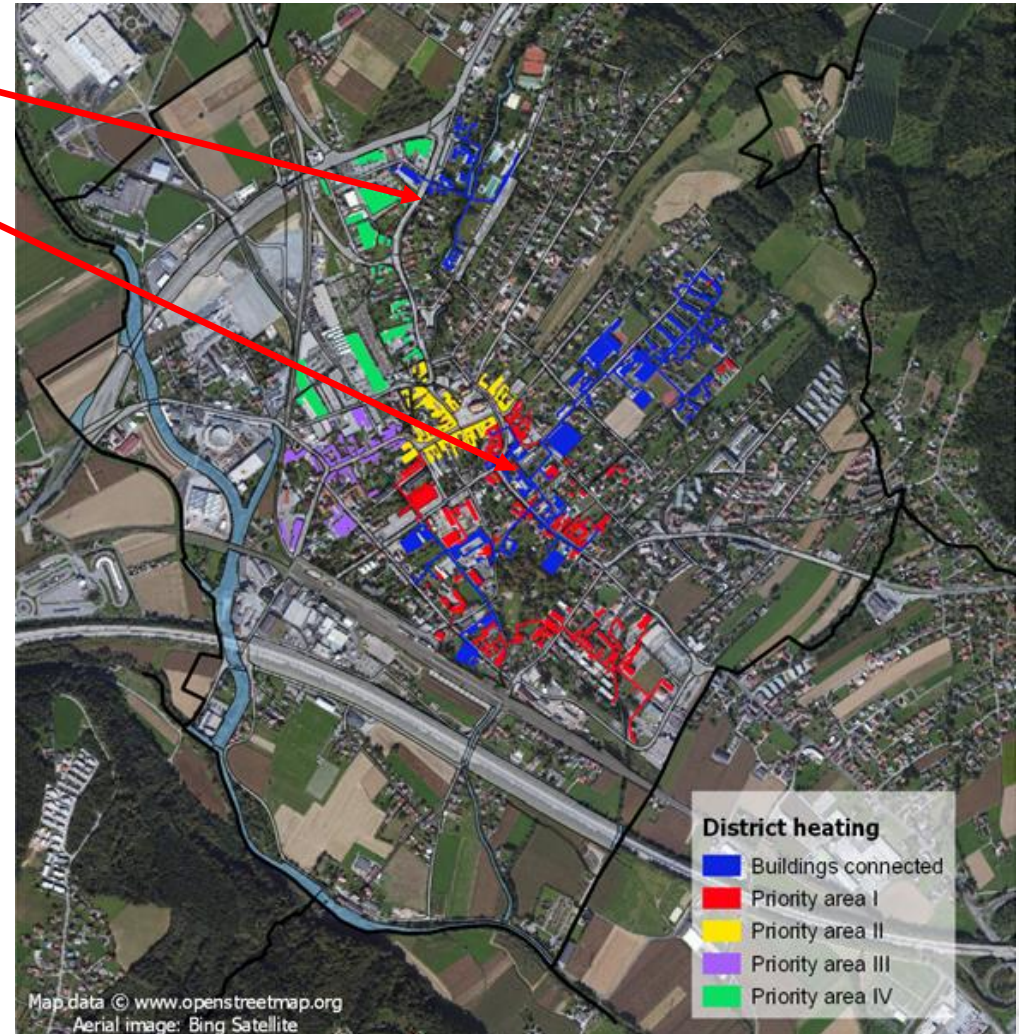 District heating
Buildings connected
Priority area I
Priority area II
Priority area III
Priority area IV
Map data © www.openstreetmap.org
Aerial image: Bing Satellite